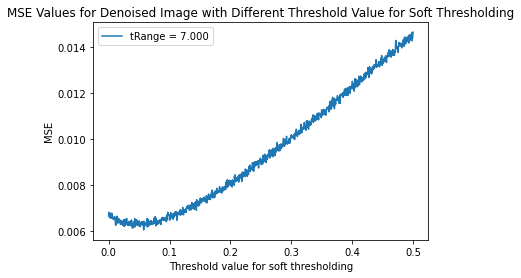 MSE Values for Denoised Image with Different Threshold Value for Soft Thresholding
tRange = 7.000
0.014
0.012
0.010
0.008
0.006
MSE
0.0 0.1 0.2 0.3 0.4 0.5
Threshold value for soft thresholding